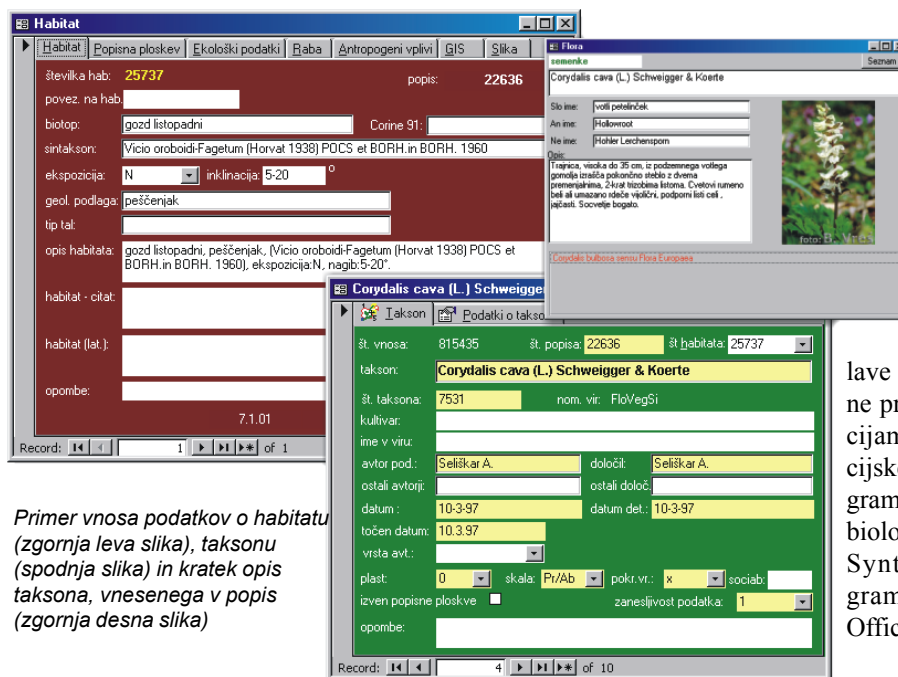 Habitat
Habitat Popisna ploskev Ekološki podatki Raba Antropogeni vplivi GIS Slika
številka hab: 25737 popis: 22636
povez. na hab.
biotop: gozd listopadni Corine 91:
sintakson: Vicio oroboidi-Fagetum (Horvat 1938) POCS et BORH.in BORH. 1960
ekspozicija: N inklinacija: 5-20 °
geol. podlaga: peščenjak
tip tal:
opis habitata: gozd listopadni, peščenjak, (Vicio oroboidi-Fagetum (Horvat 1938) POCS et
BORH.in BORH. 1960), ekspozicija:N, nagib:5-20°.
habitat - citat:
habitat (lat.):
opombe:
7.1.01
Record: 1 of 1
Flora
semenke Seznam
Corydalis cava (L.) Schweigger & Koerte
Slo ime: votli petelinček
An ime: Hollowroot
Ne ime: Hohler Lerchensporn
Opis:
Trajnica, visoka do 35 cm, iz podzemnega votlega
gomolja izrašča pokončno steblo z dvema
premenjalnima, 2-krat trizobima listoma. Cvetovi rumeno
beli ali umazano rdeče vijolični, podporni listi celi ,
jajčasti. Socvetje bogato.
foto: B. Vreš
Corydalis bulbosa sensu Flora Europaea
Corydalis cava (L.) Schweigge
Takson Podatki o takso
št. vnosa: 815435 št. popisa: 22636 št habitata: 25737
takson: Corydalis cava (L.) Schweigger & Koerte
št. taksona: 7531 nom. vir: FloVegSi
kultivar:
ime v viru:
avtor pod.: Seliškar A. določil: Seliškar A.
ostali avtorji: ostali določ.
datum : 10-3-97 datum det.: 10-3-97
točen datum: 10.3.97
vrsta avt.:
plast: 0 skala: Pr/Ab pokr.vr.: x sociab:
izven popisne ploskve zanesljivost podatka: 1
opombe:
Record: 4 of 10
Primer vnosa podatkov o habitatu
(zgornja leva slika), taksonu
(spodnja slika) in kratek opis
taksona, vnesenega v popis
(zgornja desna slika)
lave
ne pr
cijam
cijsk
gram
biolo
Synt
gram
Offic